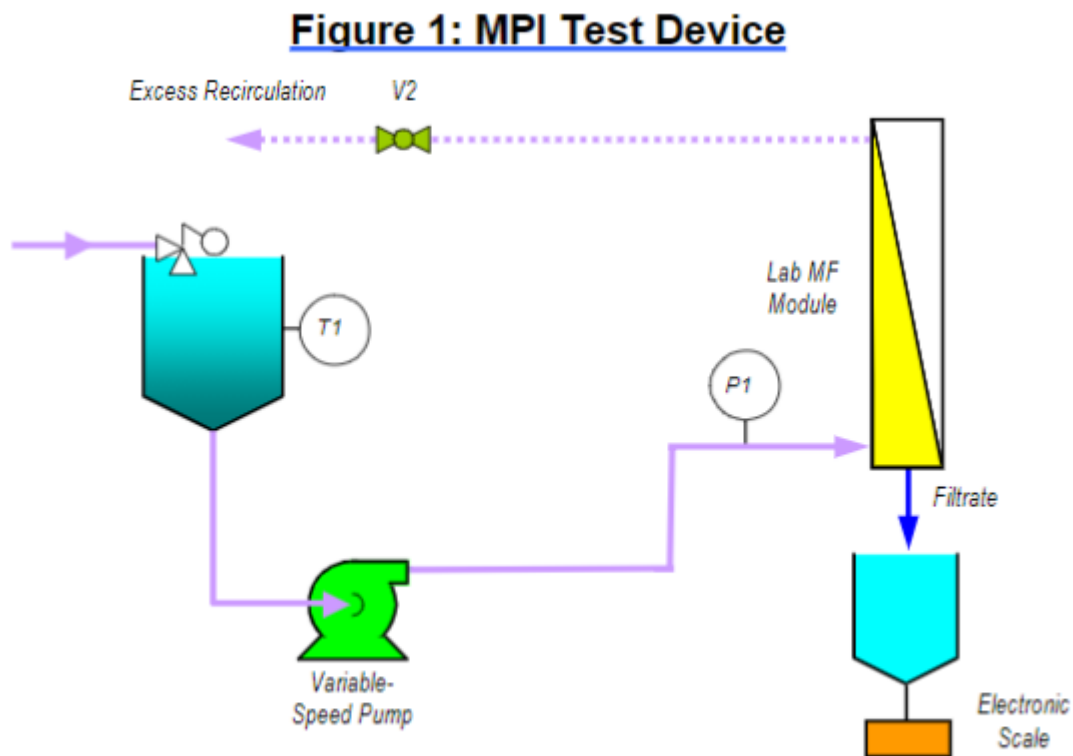 Figure 1: MPI Test Device
Excess Recirculation
V2
Lab MF
Module
T1
P1
Filtrate
Variable-
Speed Pump
Electronic
Scale